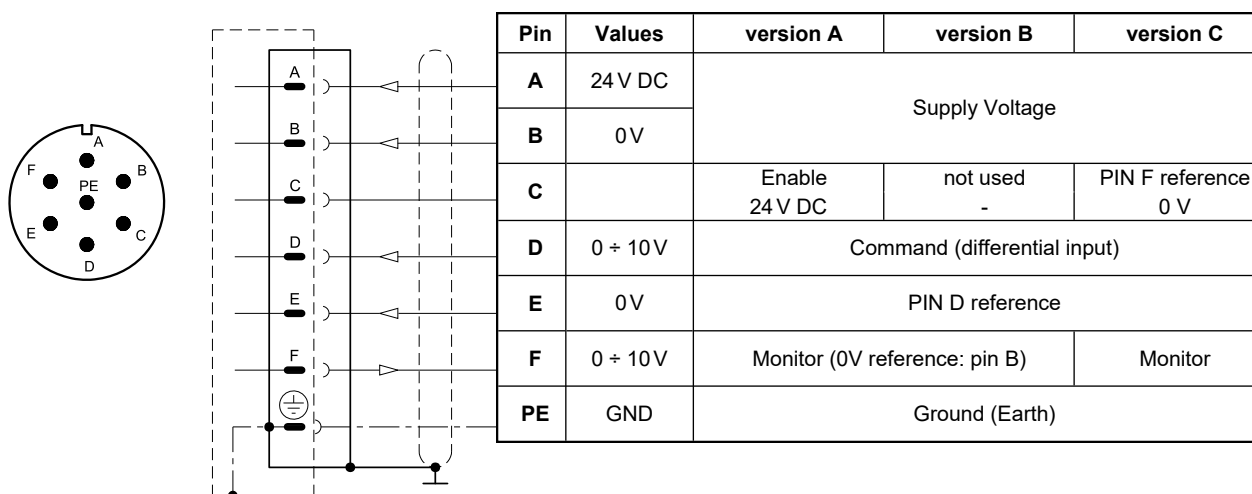 A
F
B
PE
E
C
D
A
B
C
D
E
F
Pin Values version A version B version C
A 24 V DC
Supply Voltage
B 0 V
C Enable not used PIN F reference
24 V DC - 0 V
D 0 ÷ 10 V Command (differential input)
E 0 V PIN D reference
F 0 ÷ 10 V Monitor (0V reference: pin B) Monitor
PE GND Ground (Earth)